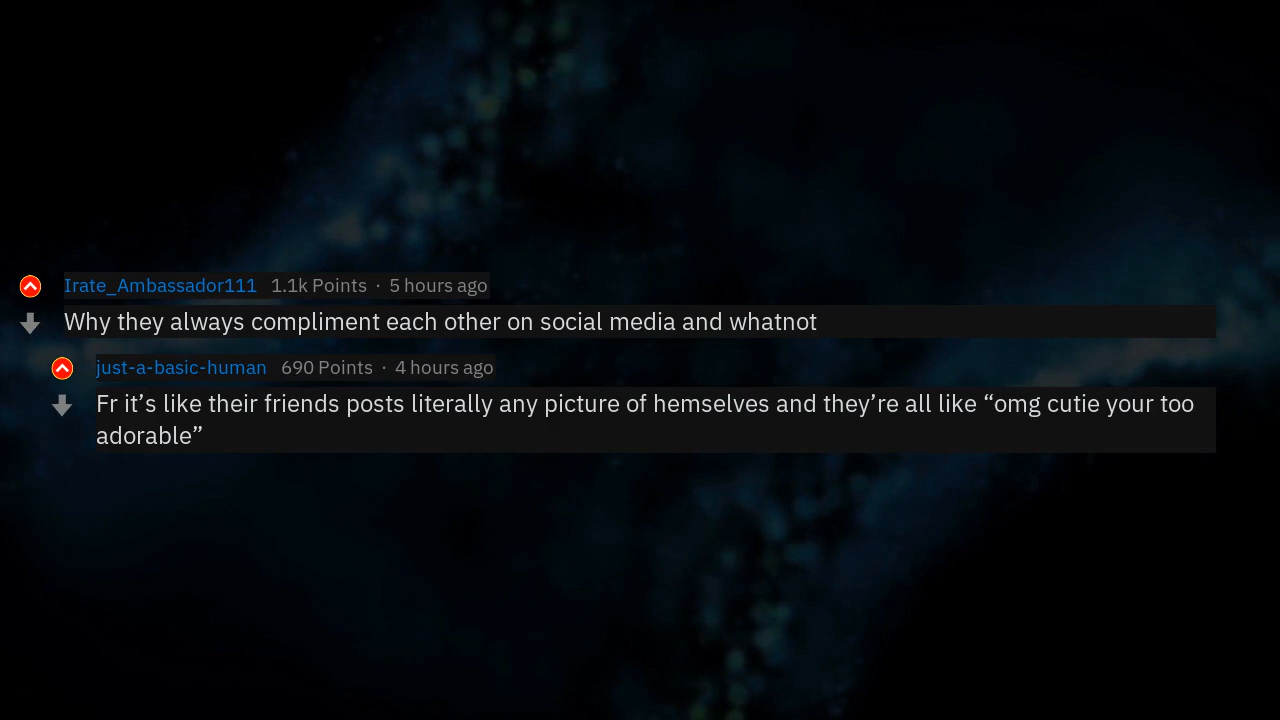 Irate_Ambassador111 1.1k Points · 5 hours ago
Why they always compliment each other on social media and whatnot
just-a-basic-human 690 Points · 4 hours ago
Fr it’s like their friends posts literally any picture of hemselves and they’re all like “omg cutie your too
adorable”